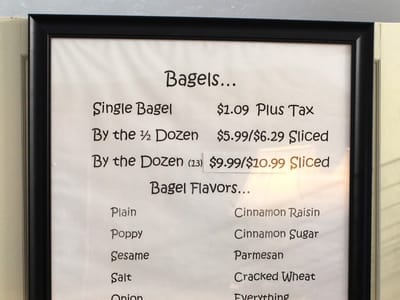 Bagels...
Single Bagel $1.09 Plus Tax
By the ½ Dozen $5.99/$6.29 Sliced
By the Dozen (13) $9.99/$10.99 Sliced
Bagel Flavors...
Plain Cinnamon Raisin
Poppy Cinnamon Sugar
Sesame Parmesan
Salt Cracked Wheat
Onion Everything